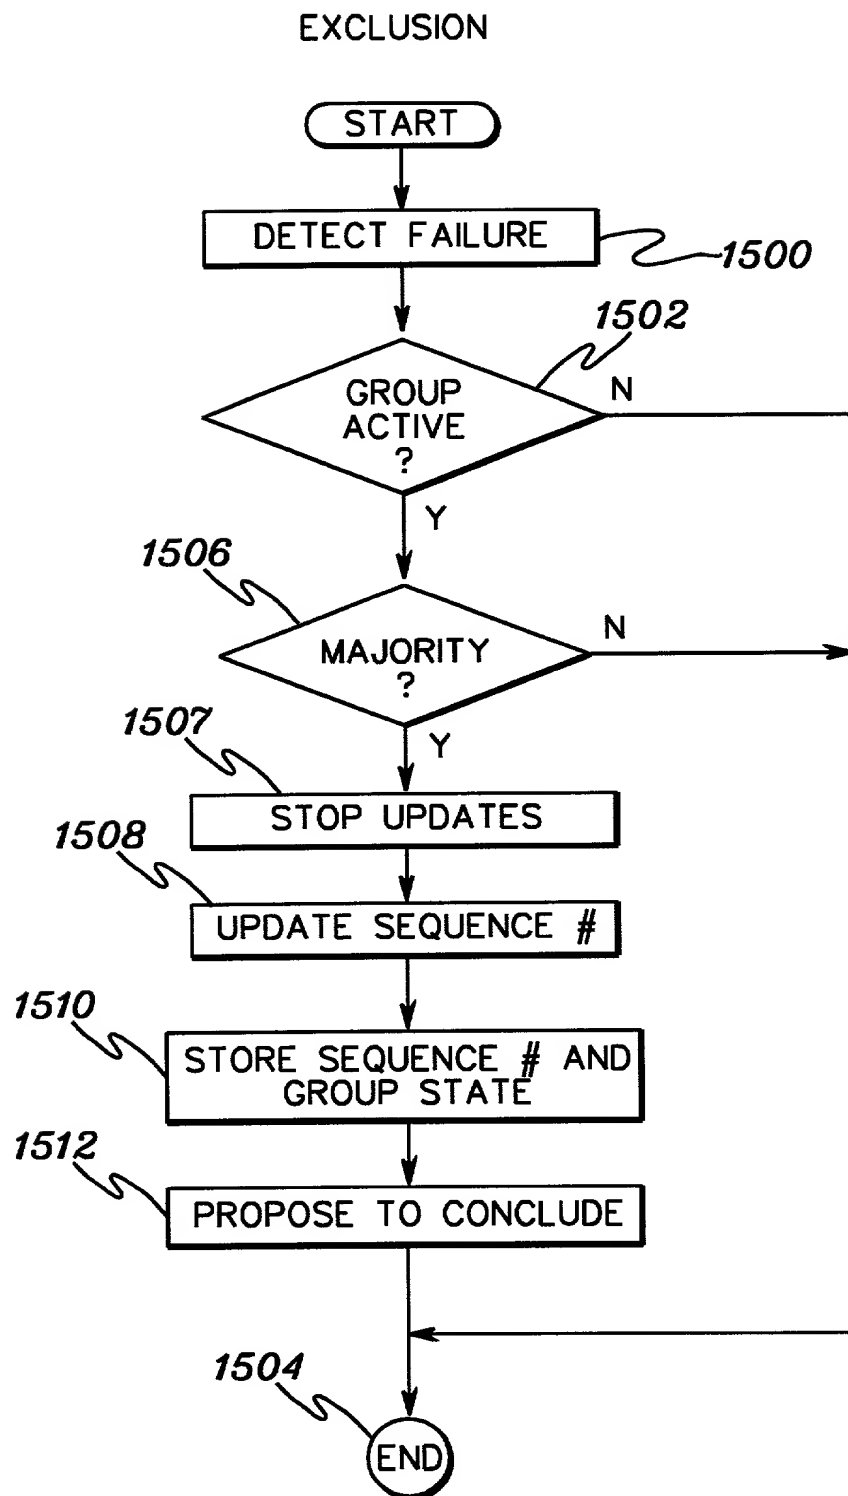 EXCLUSION
START
DETECT FAILURE
1500
1502
GROUP
ACTIVE
?
N
Y
1506
MAJORITY
?
N
Y
1507
STOP UPDATES
1508
UPDATE SEQUENCE #
1510
STORE SEQUENCE # AND
GROUP STATE
1512
PROPOSE TO CONCLUDE
1504
END